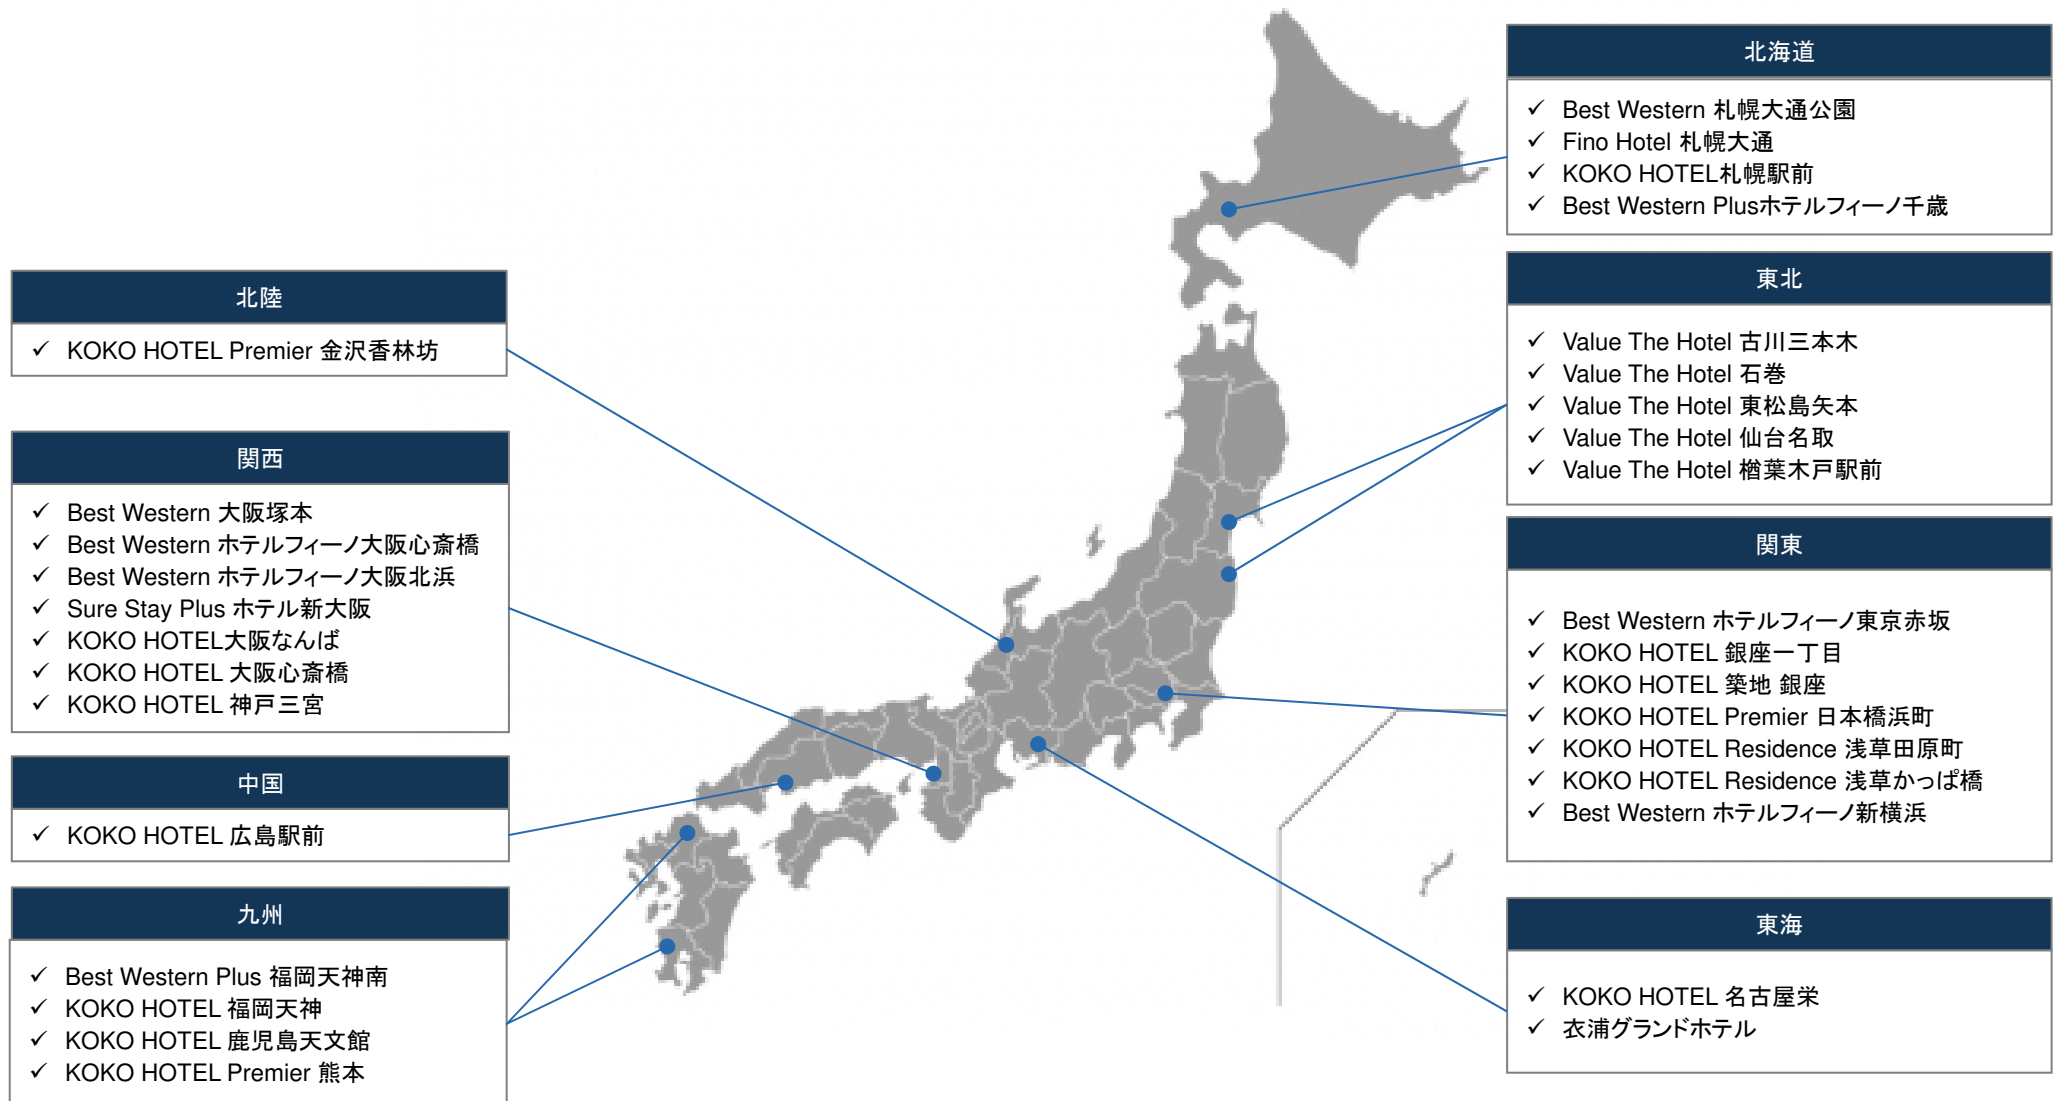 北海道
✓ Best Western 札幌大通公園
✓ Fino Hotel 札幌大通
✓ KOKO HOTEL札幌駅前
✓ Best Western Plusホテルフィーノ千歳
東北
✓ Value The Hotel 古川三本木
✓ Value The Hotel 石巻
✓ Value The Hotel 東松島矢本
✓ Value The Hotel 仙台名取
✓ Value The Hotel 楢葉木戸駅前
関東
✓ Best Western ホテルフィーノ東京赤坂
✓ KOKO HOTEL 銀座一丁目
✓ KOKO HOTEL 築地 銀座
✓ KOKO HOTEL Premier 日本橋浜町
✓ KOKO HOTEL Residence 浅草田原町
✓ KOKO HOTEL Residence 浅草かっぱ橋
✓ Best Western ホテルフィーノ新横浜
東海
✓ KOKO HOTEL 名古屋栄
✓ 衣浦グランドホテル
北陸
✓ KOKO HOTEL Premier 金沢香林坊
関西
✓ Best Western 大阪塚本
✓ Best Western ホテルフィーノ大阪心斎橋
✓ Best Western ホテルフィーノ大阪北浜
✓ Sure Stay Plus ホテル新大阪
✓ KOKO HOTEL大阪なんば
✓ KOKO HOTEL 大阪心斎橋
✓ KOKO HOTEL 神戸三宮
中国
✓ KOKO HOTEL 広島駅前
九州
✓ Best Western Plus 福岡天神南
✓ KOKO HOTEL 福岡天神
✓ KOKO HOTEL 鹿児島天文館
✓ KOKO HOTEL Premier 熊本